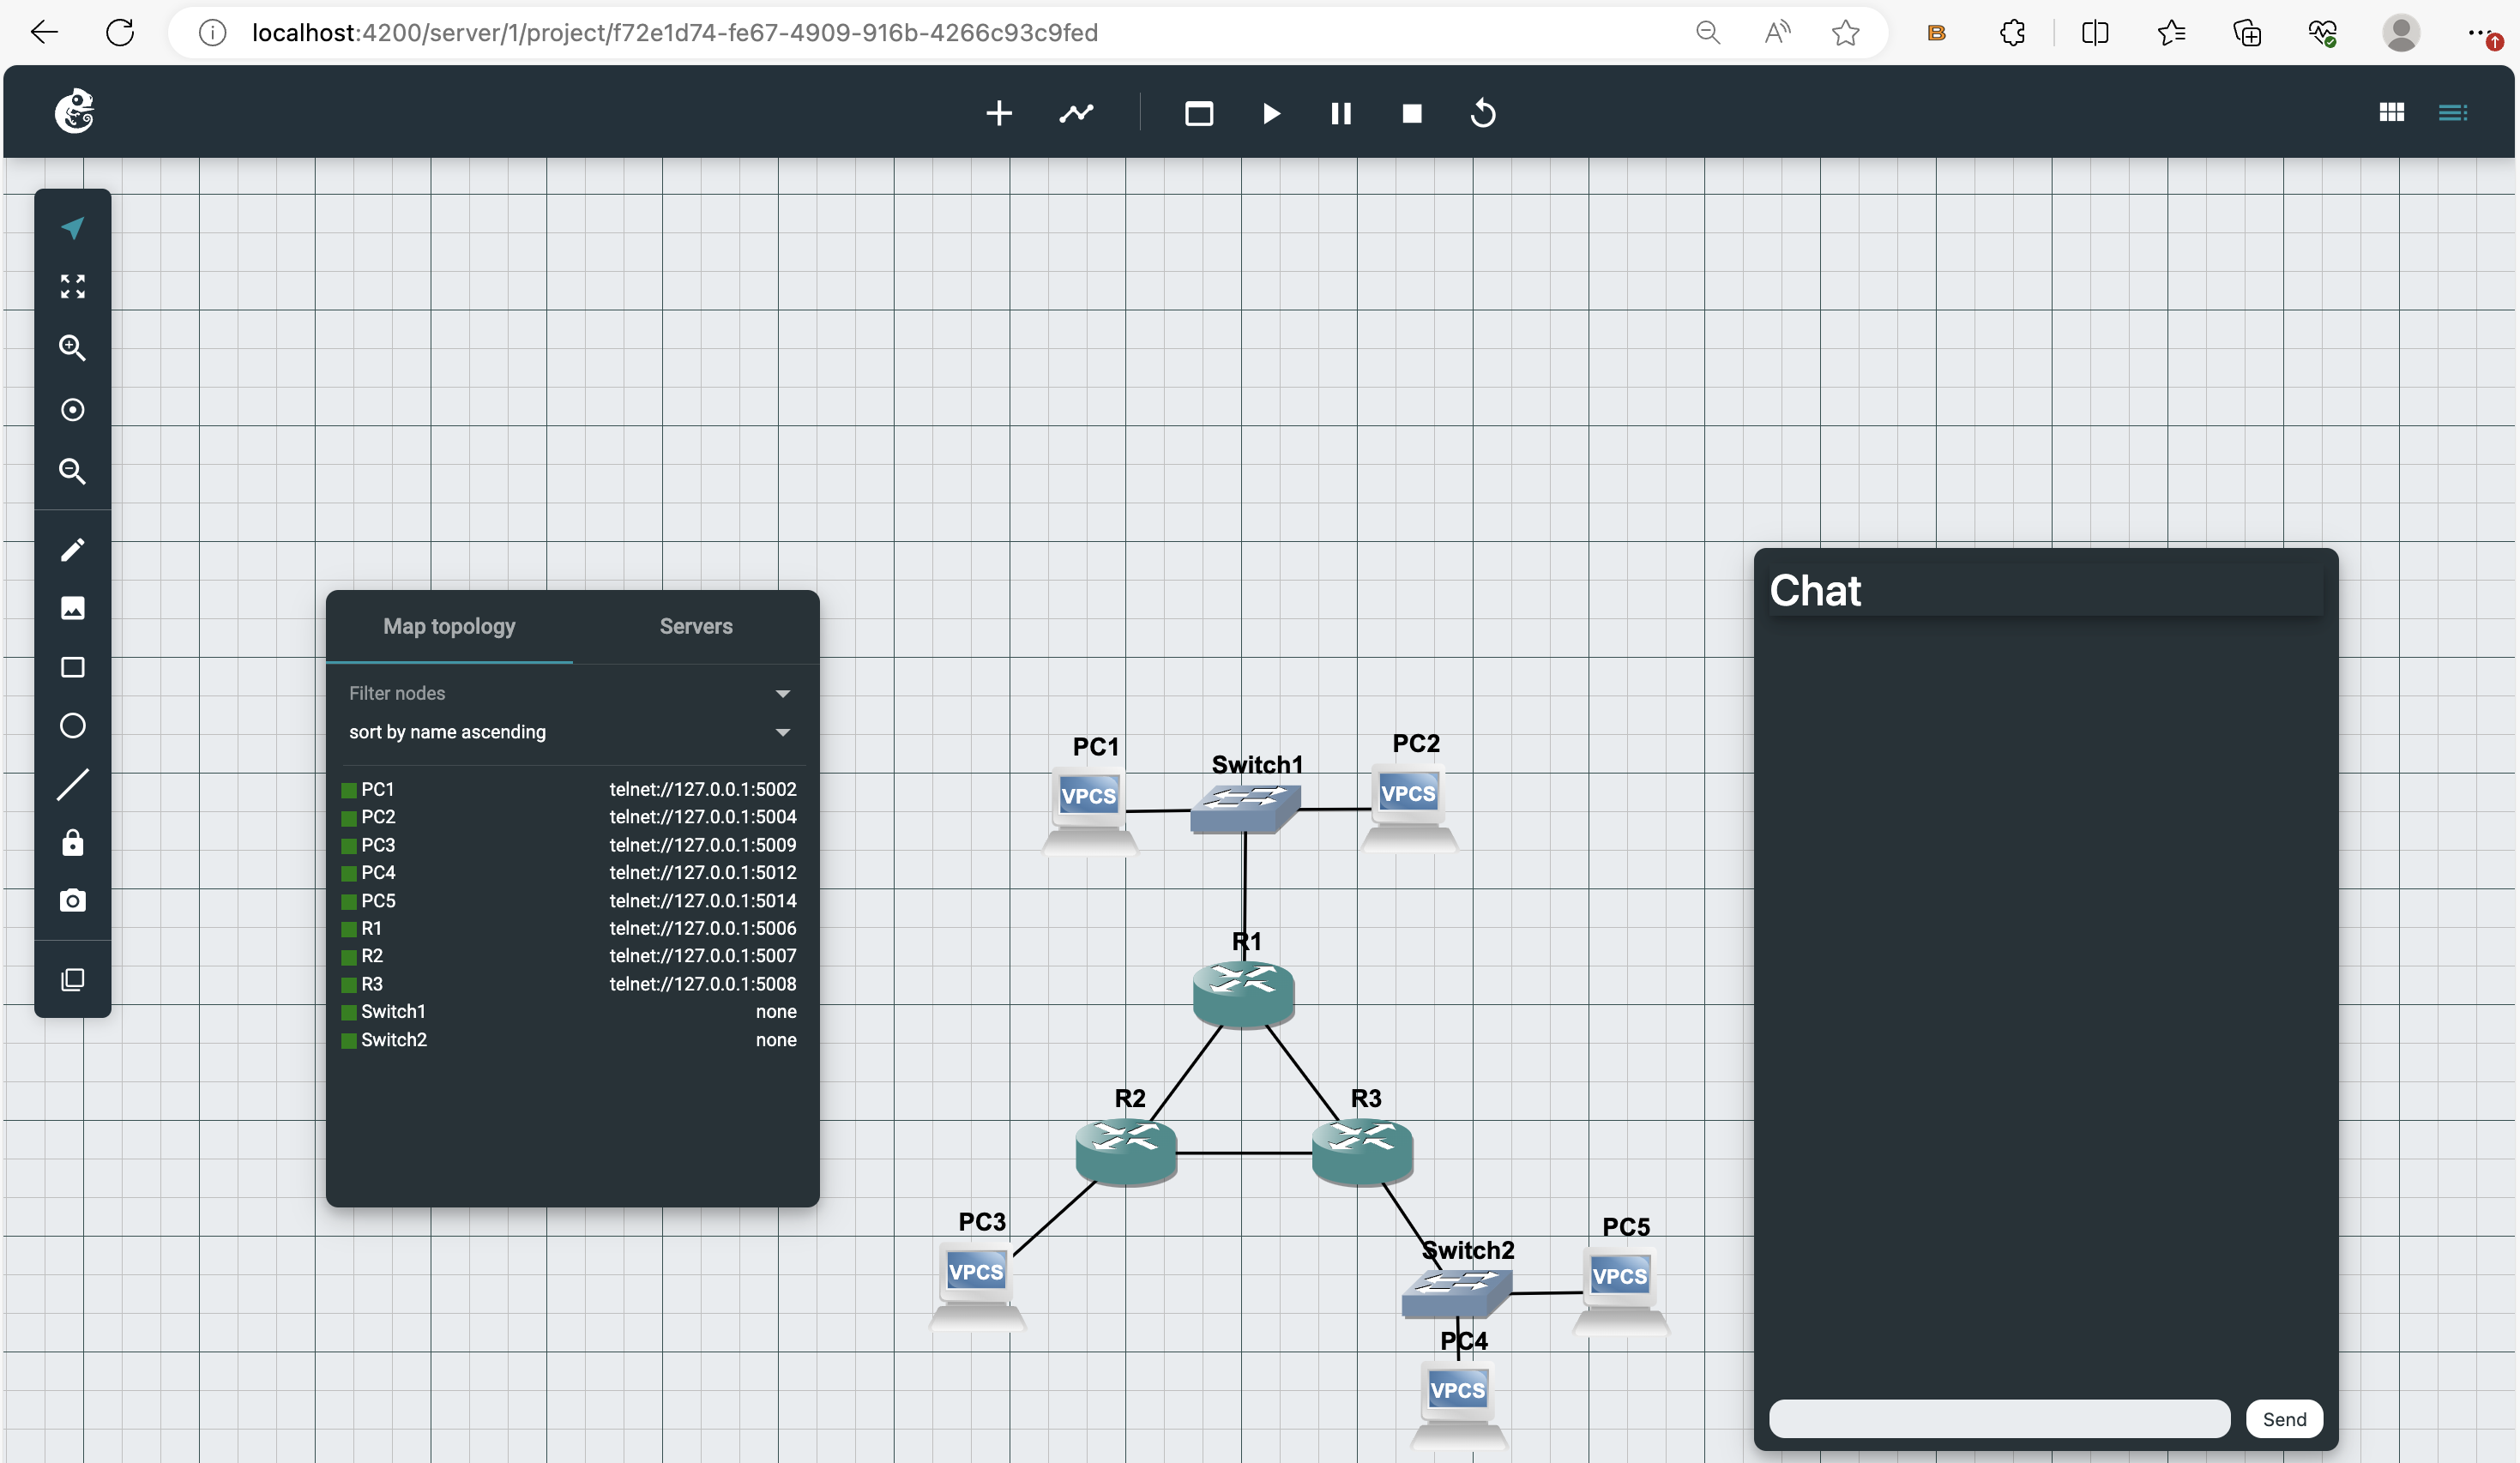 localhost:4200/server/1/project/f72e1d74-fe67-4909-916b-4266c93c9fed
Map topology Servers
Filter nodes
sort by name ascending
PC1 telnet://127.0.0.1:5002
PC2 telnet://127.0.0.1:5004
PC3 telnet://127.0.0.1:5009
PC4 telnet://127.0.0.1:5012
PC5 telnet://127.0.0.1:5014
R1 telnet://127.0.0.1:5006
R2 telnet://127.0.0.1:5007
R3 telnet://127.0.0.1:5008
Switch1 none
Switch2 none
PC1
VPCS
Switch1
PC2
VPCS
R1
R2
R3
PC3
VPCS
Switch2
PC5
VPCS
PC4
VPCS
Chat
Send